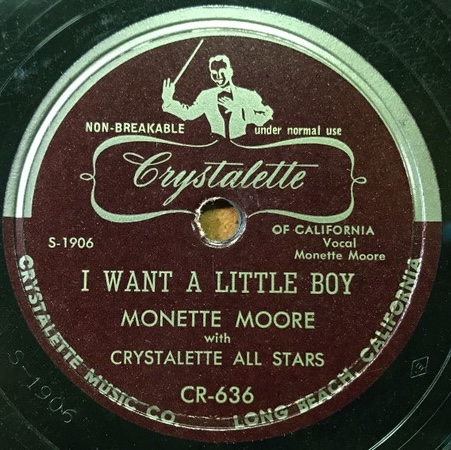 NON-BREAKABLE under normal use
Crystalette
OF CALIFORNIA
S-1906
Vocal
Monette Moore
I WANT A LITTLE BOY
MONETTE MOORE
with
CRYSTALETTE ALL STARS
CR-636
CRYSTALETTE MUSIC CO. LONG BEACH, CALIFORNIA
S-1906